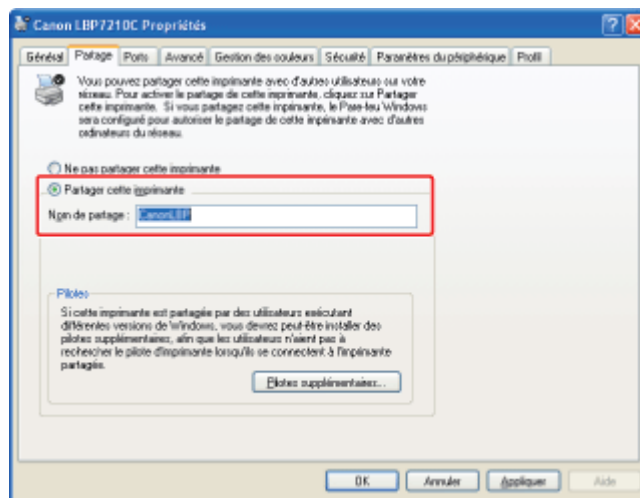 Canon LBP7210C Propriétés
Général Partage Ports Avancé Gestion des couleurs Sécurité Paramètres du périphérique Profil
Vous pouvez partager cette imprimante avec d'autres utilisateurs sur votre
réseau. Pour activer le partage de cette imprimante, cliquez sur Partager
cette imprimante. Si vous partagez cette imprimante, le Pare-feu Windows
sera configuré pour autoriser le partage de cette imprimante avec d'autres
ordinateurs du réseau.
Ne pas partager cette imprimante
Partager cette imprimante
Nom de partage : CanonLBP
Pilotes
Si cette imprimante est partagée par des utilisateurs exécutant
différentes versions de Windows, vous devrez peut-être installer des
pilotes supplémentaires, afin que les utilisateurs n'aient pas à
rechercher le pilote d'imprimante lorsqu'ils se connectent à l'imprimante
partagée.
Pilotes supplémentaires...
OK Annuler Appliquer Aide